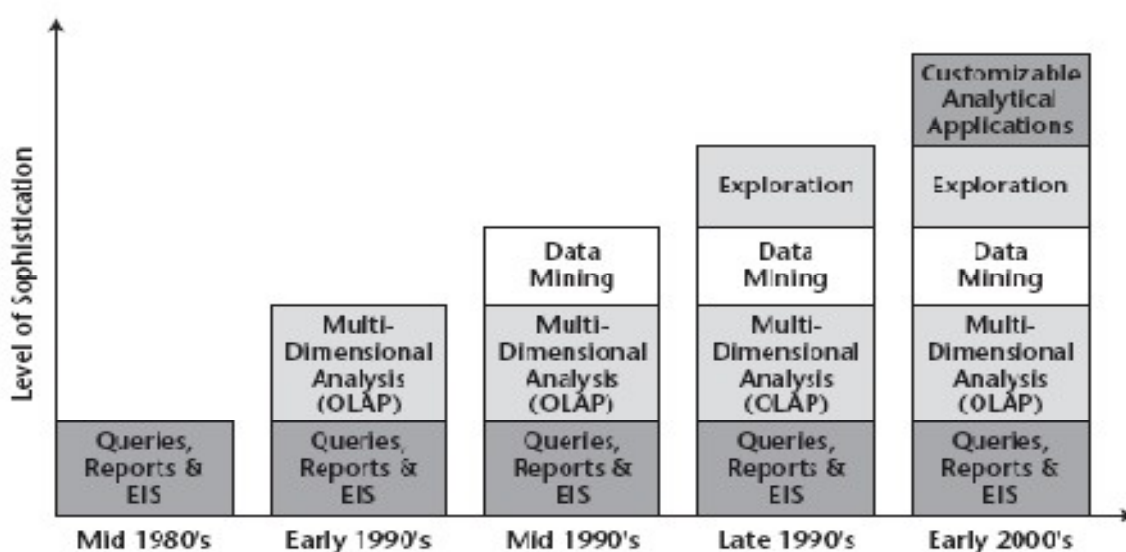 Level of Sophistication
Customizable
Analytical
Applications
Exploration
Exploration
Data
Mining
Data
Mining
Data
Mining
Multi-
Dimensional
Analysis
(OLAP)
Multi-
Dimensional
Analysis
(OLAP)
Multi-
Dimensional
Analysis
(OLAP)
Multi-
Dimensional
Analysis
(OLAP)
Queries,
Reports &
EIS
Queries,
Reports &
EIS
Queries,
Reports &
EIS
Queries,
Reports &
EIS
Queries,
Reports &
EIS
Mid 1980's
Early 1990's
Mid 1990's
Late 1990's
Early 2000's